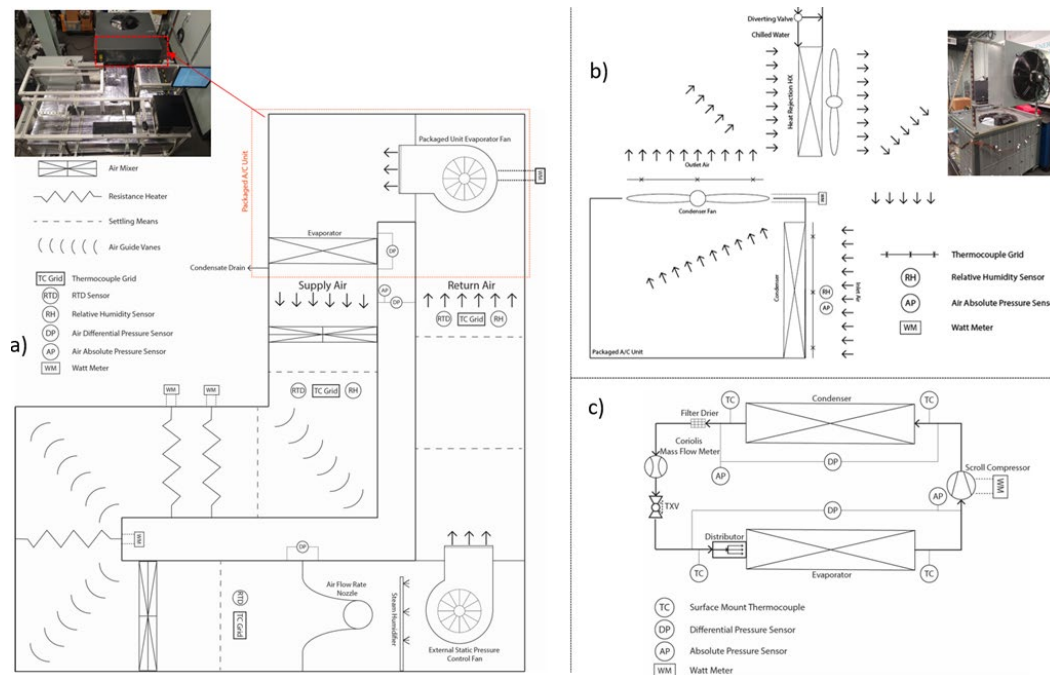 Packaged A/C Unit
Packaged Unit Evaporator Fan
WM
Air Mixer
Resistance Heater
Settling Means
Air Guide Vanes
Evaporator
DP
Condensate Drain
TC Grid
Thermocouple Grid
RTD
RTD Sensor
RH
Relative Humidity Sensor
DP
Air Differential Pressure Sensor
AP
Air Absolute Pressure Sensor
WM
Watt Meter
a)
Supply Air
AP
DP
Return Air
RTD
TC Grid
RH
RTD
TC Grid
RH
WM
WM
WM
DP
Air Flow Rate
Nozzle
RTD
TC Grid
Steam Humidifier
External Static Pressure
Control Fan
b)
Diverting Valve
Chilled Water
Heat Rejection HX
Outlet Air
Condenser Fan
WM
Condenser
RH
AP
Inlet Air
Packaged A/C Unit
Thermocouple Grid
RH
Relative Humidity Sensor
AP
Air Absolute Pressure Sens
WM
Watt Meter
c)
TC
Condenser
TC
Filter Drier
Coriolis
Mass Flow Meter
AP
DP
Scroll Compressor
AP
WM
TXV
DP
Distributor
TC
Evaporator
TC
TC
Surface Mount Thermocouple
DP
Differential Pressure Sensor
AP
Absolute Pressure Sensor
WM
Watt Meter